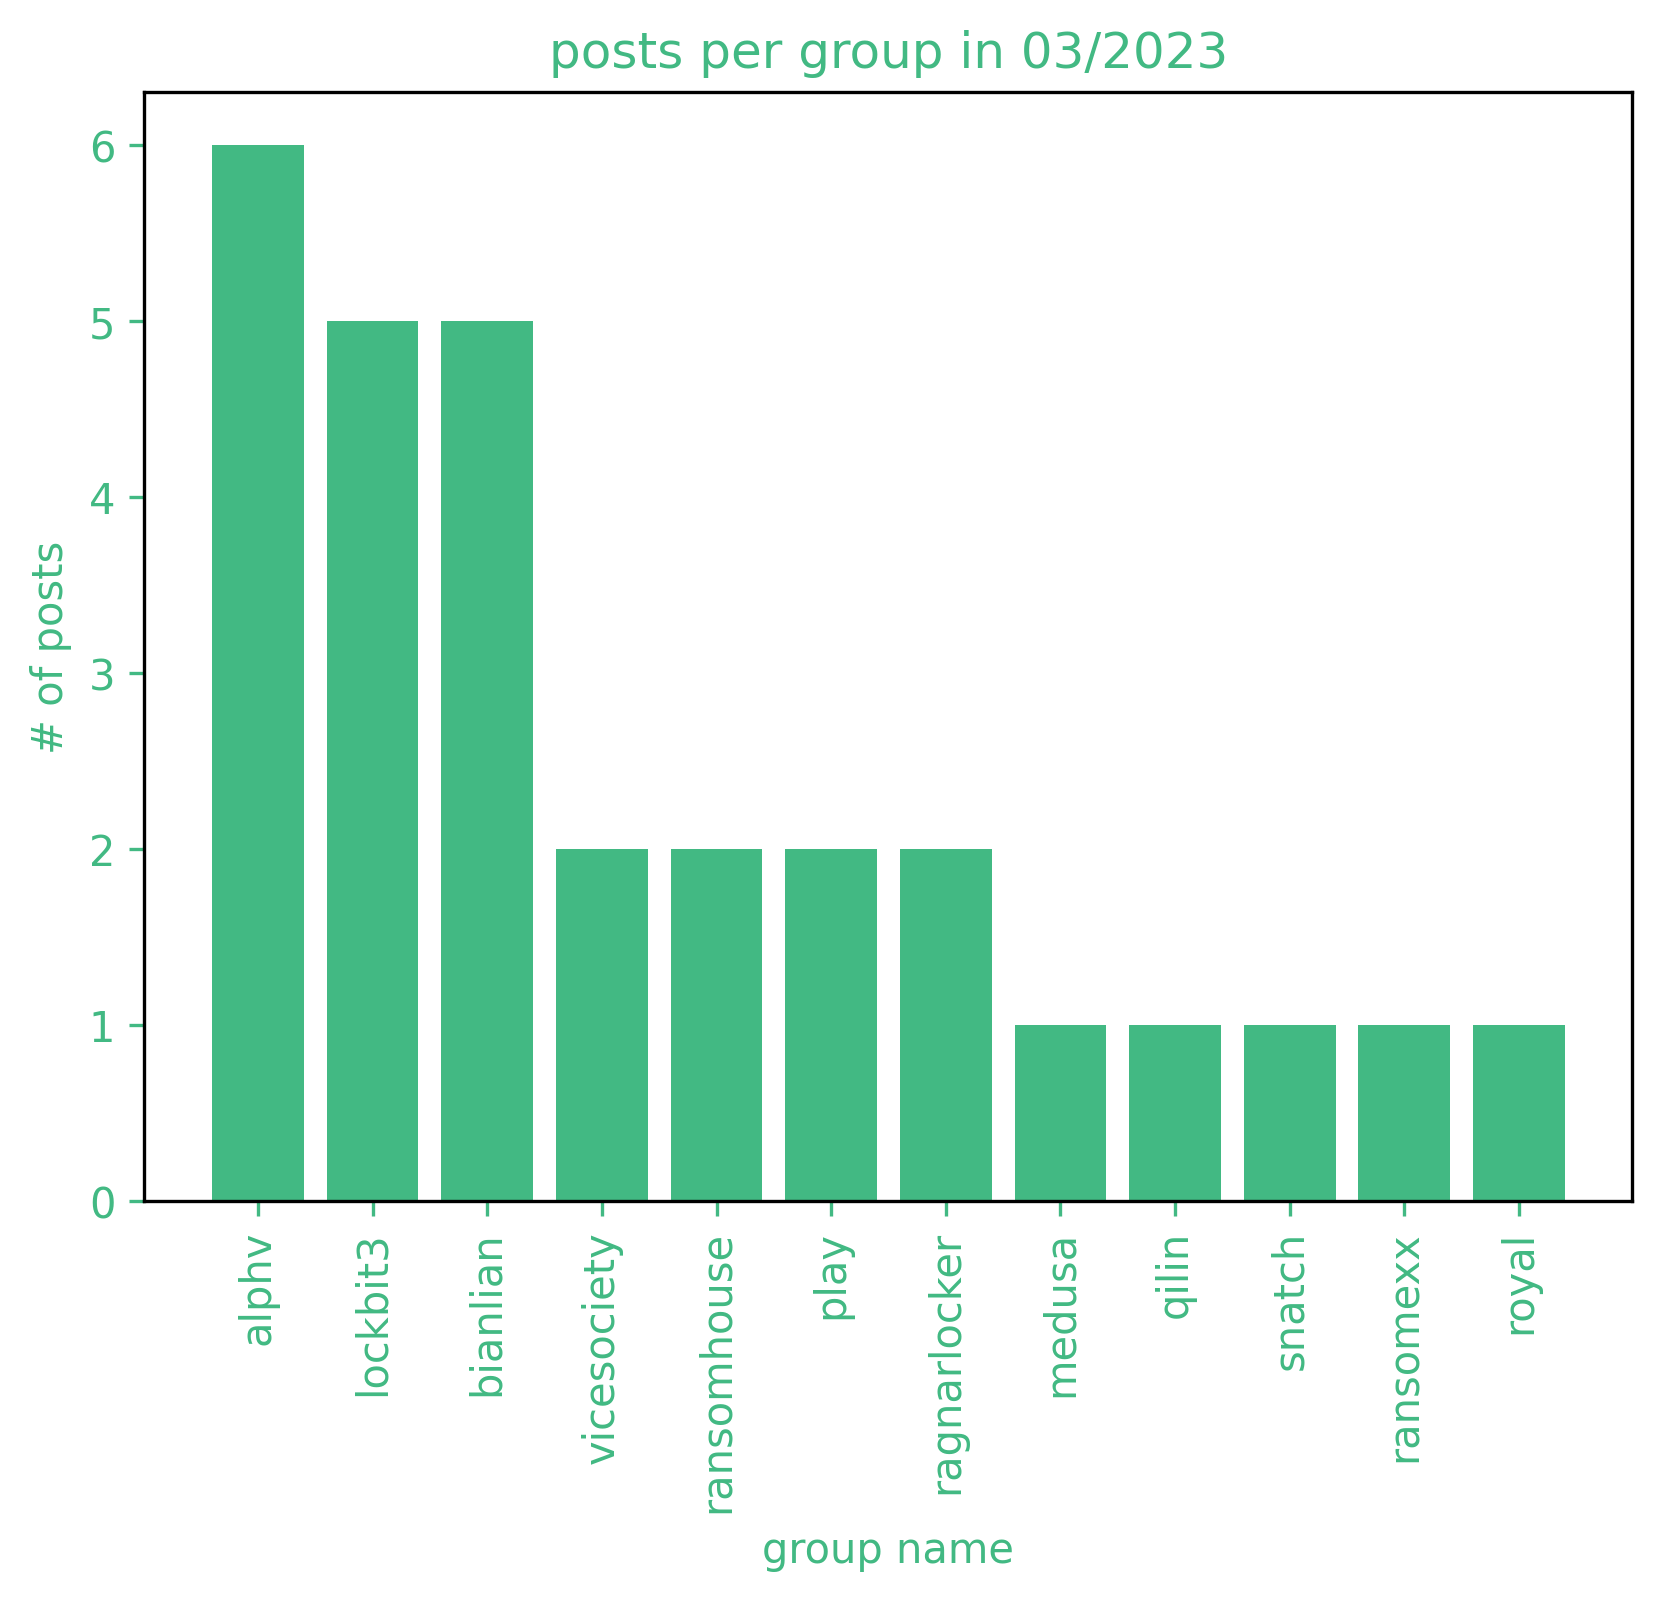 posts per group in 03/2023
6
5
4
3
2
1
0
# of posts
alphv
lockbit3
bianlian
vicesociety
ransomhouse
play
ragnarlocker
medusa
qilin
snatch
ransomexx
royal
group name